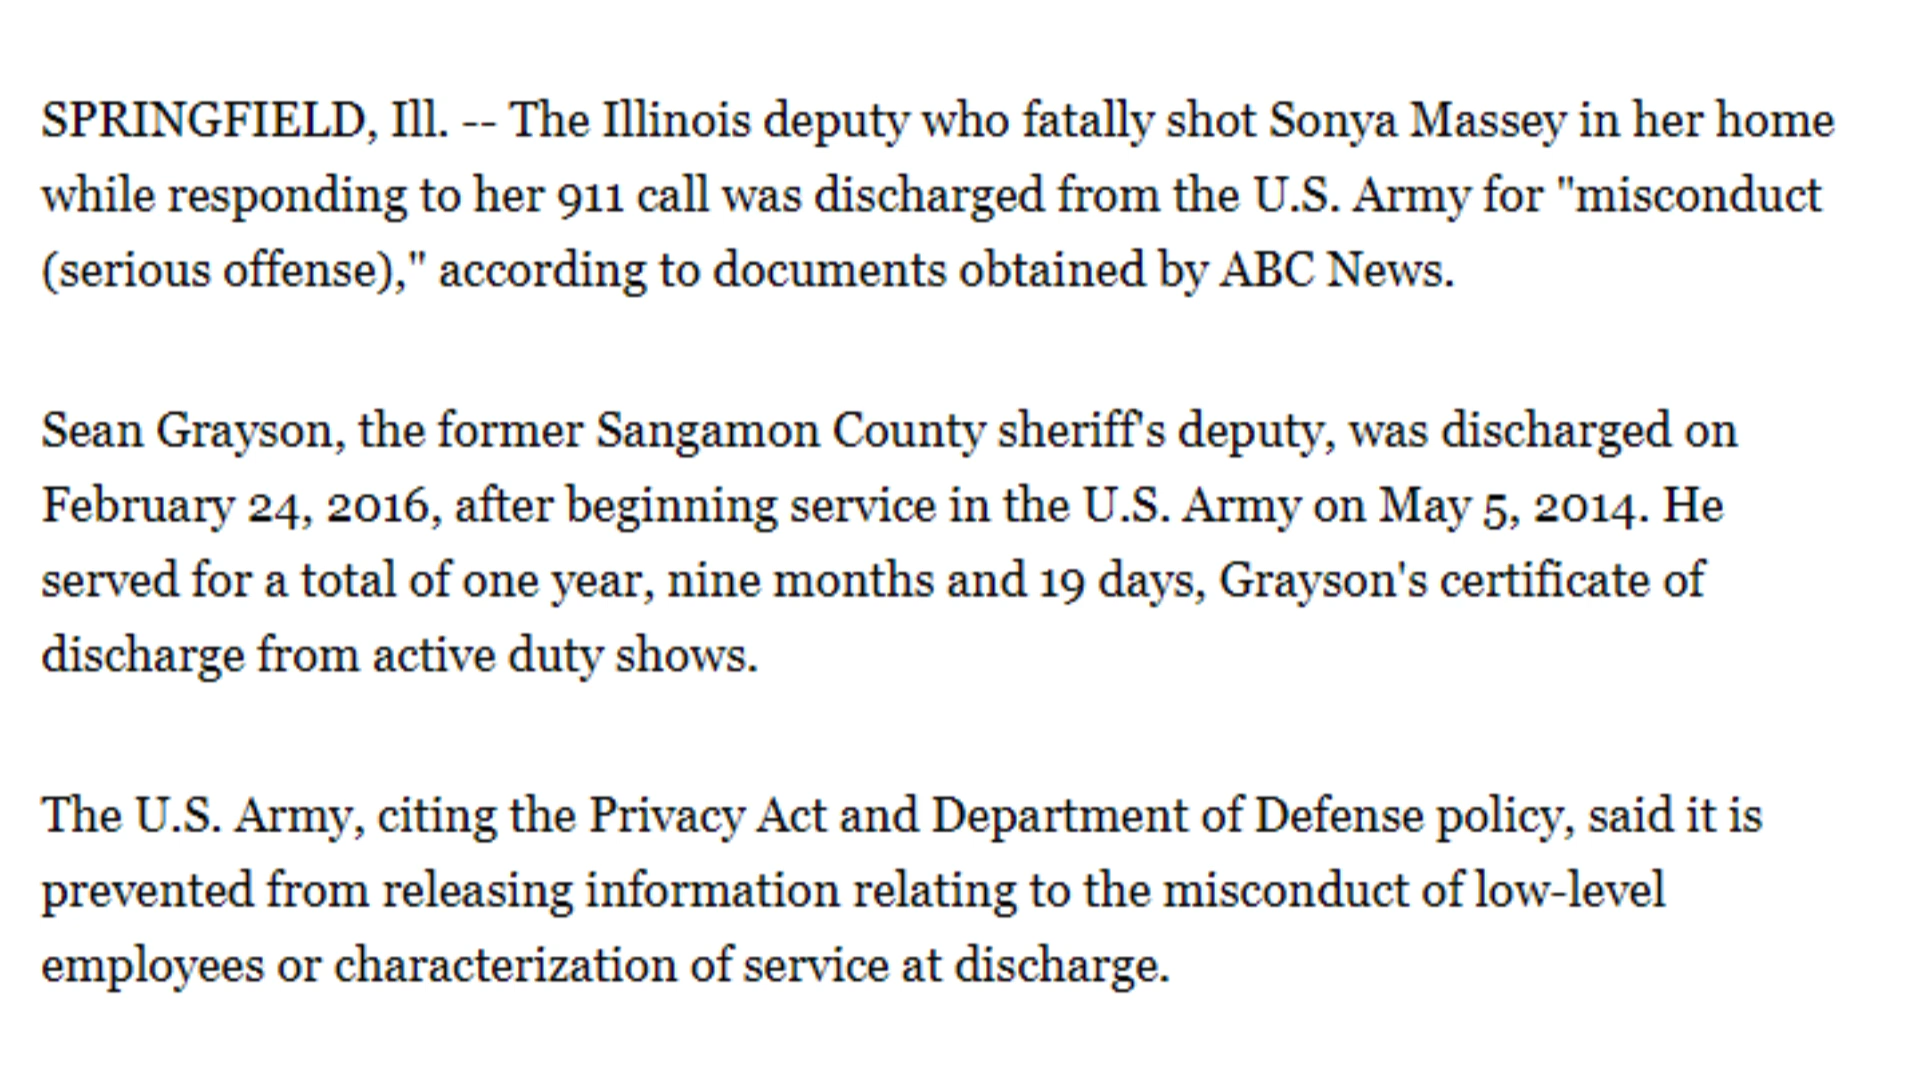 SPRINGFIELD, Ill. -- The Illinois deputy who fatally shot Sonya Massey in her home
while responding to her 911 call was discharged from the U.S. Army for "misconduct
(serious offense)," according to documents obtained by ABC News.
Sean Grayson, the former Sangamon County sheriff's deputy, was discharged on
February 24, 2016, after beginning service in the U.S. Army on May 5, 2014. He
served for a total of one year, nine months and 19 days, Grayson's certificate of
discharge from active duty shows.
The U.S. Army, citing the Privacy Act and Department of Defense policy, said it is
prevented from releasing information relating to the misconduct of low-level
employees or characterization of service at discharge.